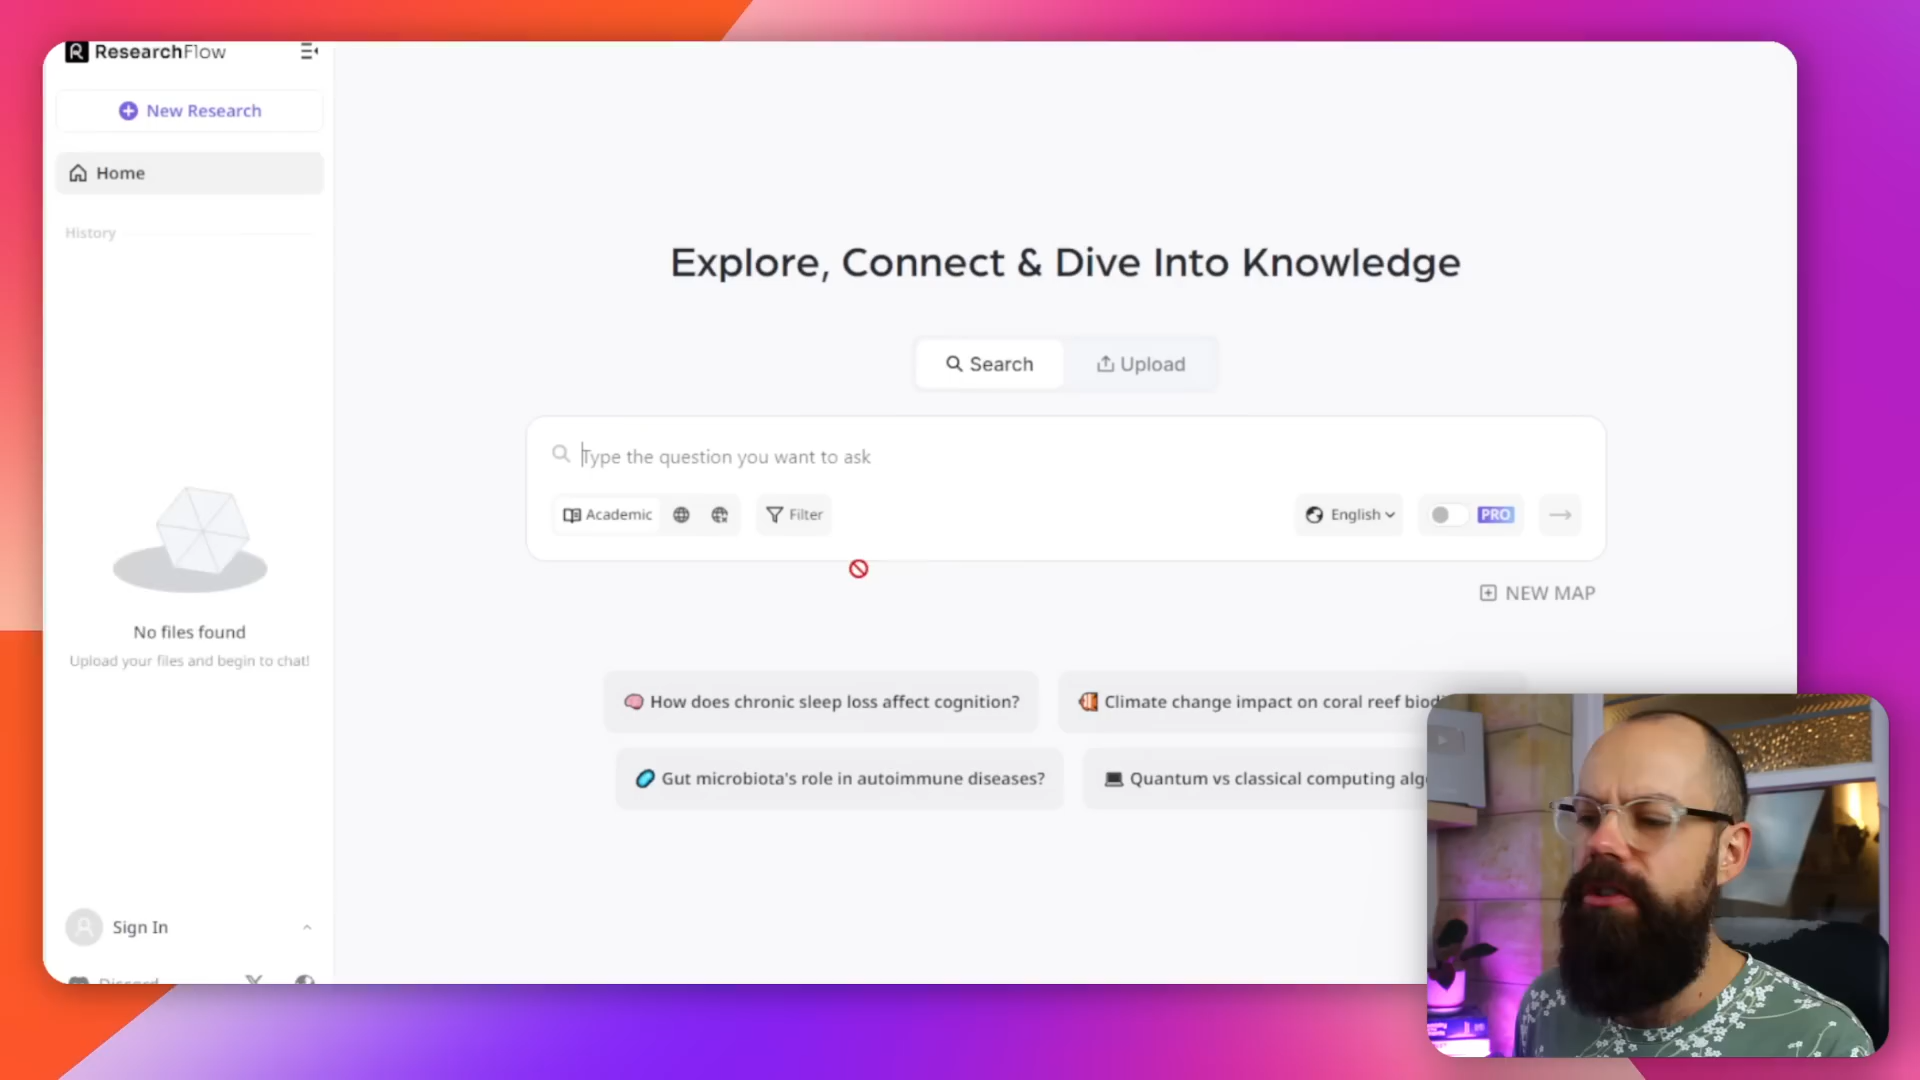 ResearchFlow
New Research
Home
History
No files found
Upload your files and begin to chat!
Sign In
Discord
Explore, Connect & Dive Into Knowledge
Search
Upload
Type the question you want to ask
Academic
Filter
English
PRO
NEW MAP
How does chronic sleep loss affect cognition?
Climate change impact on coral reef biodi
Gut microbiota's role in autoimmune diseases?
Quantum vs classical computing alg